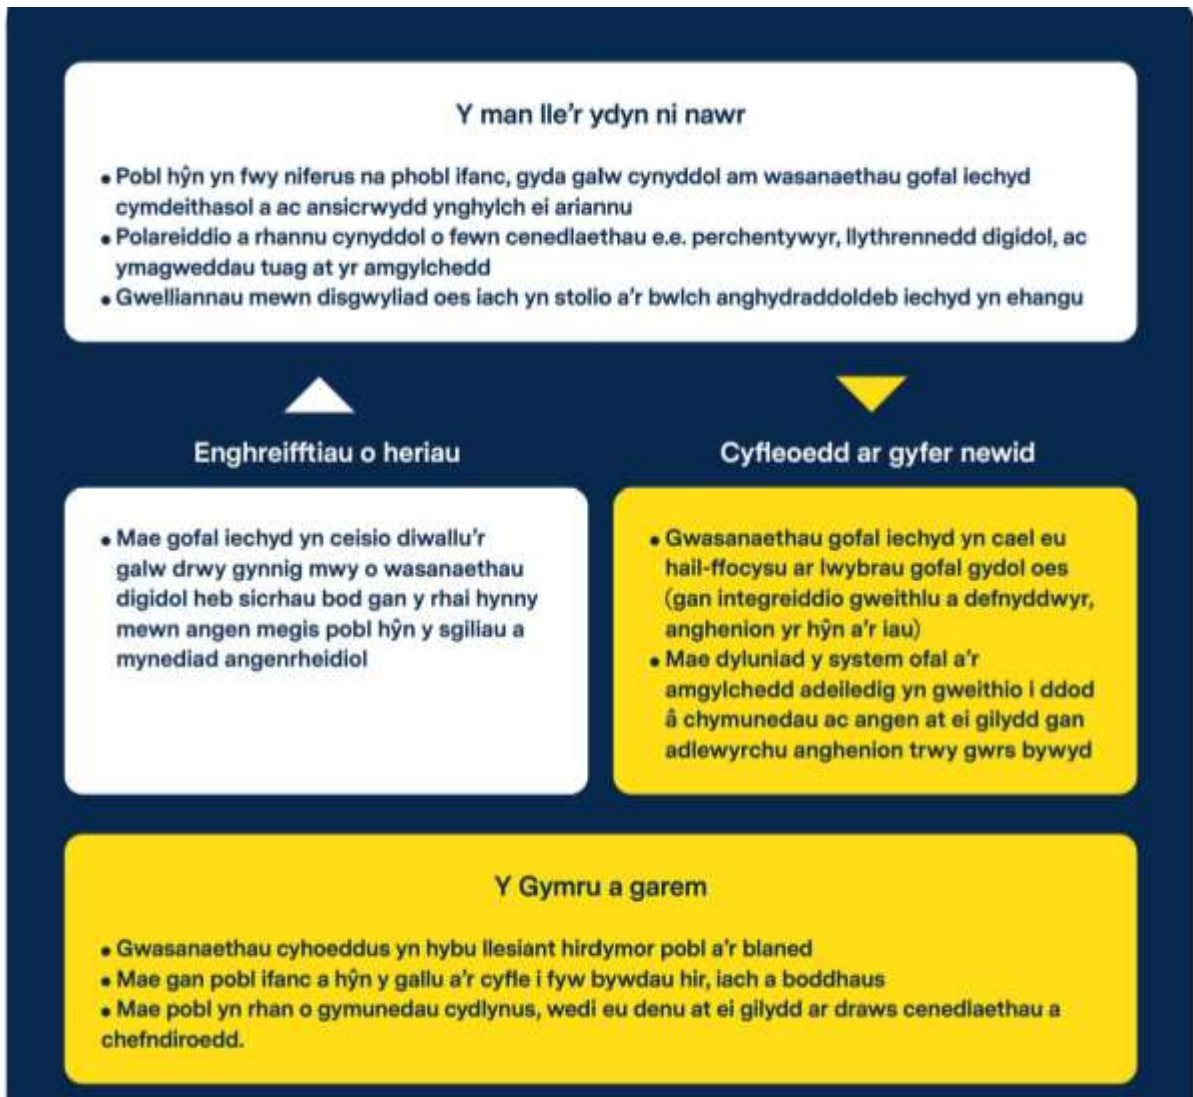 Y man lle'r ydyn ni nawr
• Pobl hŷn yn fwy niferus na phobl ifanc, gyda galw cynyddol am wasanaethau gofal iechyd
cymdeithasol a ac ansicrwydd ynghylch ei ariannu
• Polareiddio a rhannu cynyddol o fewn cenedlaethau e.e. perchentywyr, llythrennedd digidol, ac
ymagweddau tuag at yr amgylchedd
• Gwelliannau mewn disgwyliad oes iach yn stolio a'r bwlch anghydraddoldeb iechyd yn ehangu
Enghreifftiau o heriau
• Mae gofal iechyd yn ceisio diwallu'r
galw drwy gynnig mwy o wasanaethau
digidol heb sicrhau bod gan y rhai hynny
mewn angen megis pobl hŷn y sgiliau a
mynediad angenrheidiol
Cyfleoedd ar gyfer newid
• Gwasanaethau gofal iechyd yn cael eu
hail-ffocysu ar lwybrau gofal gydol oes
(gan integreiddio gweithlu a defnyddwyr,
anghenion yr hŷn a'r iau)
• Mae dyluniad y system ofal a'r
amgylchedd adeiledig yn gweithio i ddod
â chymunedau ac angen at ei gilydd gan
adlewyrchu anghenion trwy gwrs bywyd
Y Gymru a garem
• Gwasanaethau cyhoeddus yn hybu llesiant hirdymor pobl a'r blaned
• Mae gan pobl ifanc a hŷn y gallu a'r cyfle i fyw bywdau hir, iach a boddhaus
• Mae pobl yn rhan o gymunedau cydlynus, wedi eu denu at ei gilydd ar draws cenedlaethau a
chefndiroedd.